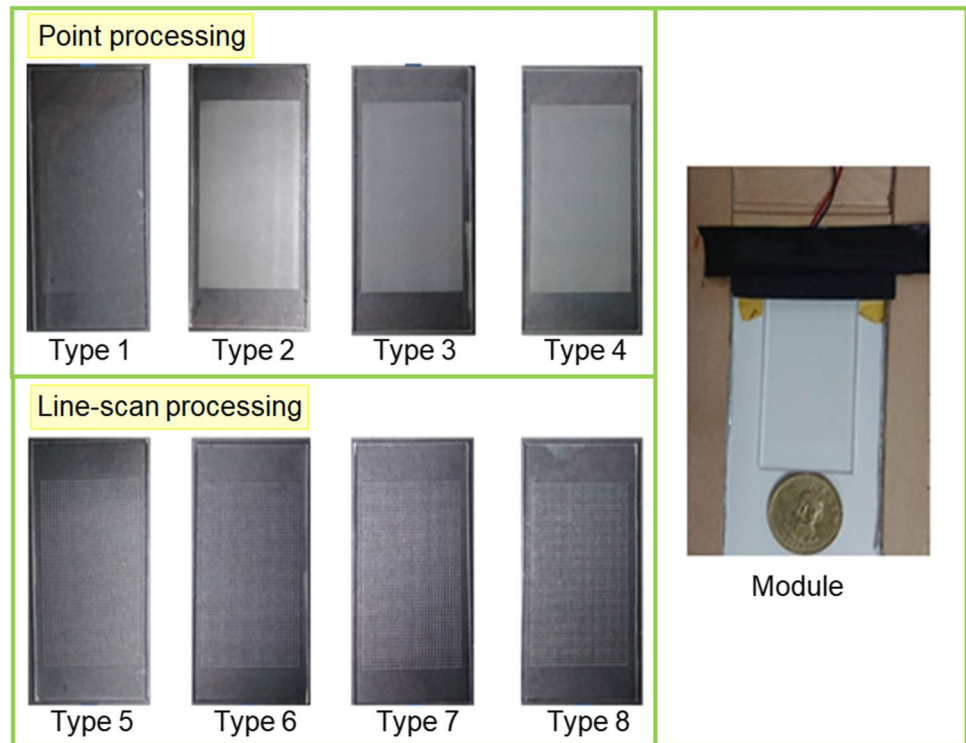 Point processing
Type 1
Type 2
Type 3
Type 4
Line-scan processing
Type 5
Type 6
Type 7
Type 8
Module